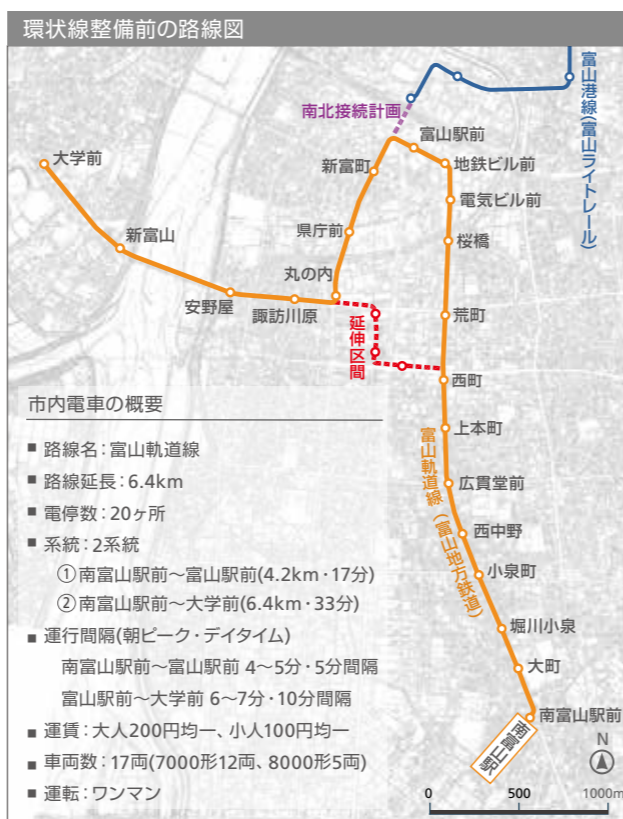 環状線整備前の路線図
富山港線(富山ライトレール)
南北接続計画
富山駅前
大学前
新富町
地鉄ビル前
電気ビル前
新富山
県庁前
桜橋
丸の内
安野屋
諏訪川原
延伸区間
荒町
西町
市内電車の概要
上本町
■ 路線名:富山軌道線
富山軌道線(富山地方鉄道)
■ 路線延長:6.4km
広貫堂前
■ 電停数:20ヶ所
西中野
■ 系統:2系統
小泉町
①南富山駅前〜富山駅前(4.2km・17分)
②南富山駅前〜大学前(6.4km・33分)
堀川小泉
■ 運行間隔(朝ピーク・デイタイム)
南富山駅前〜富山駅前 4〜5分・5分間隔
大町
富山駅前〜大学前 6〜7分・10分間隔
南富山駅前
■ 運賃:大人200円均一、小人100円均一
南富山駅
N
■ 車両数:17両(7000形12両、8000形5両)
■ 運転:ワンマン
0 500 1000m